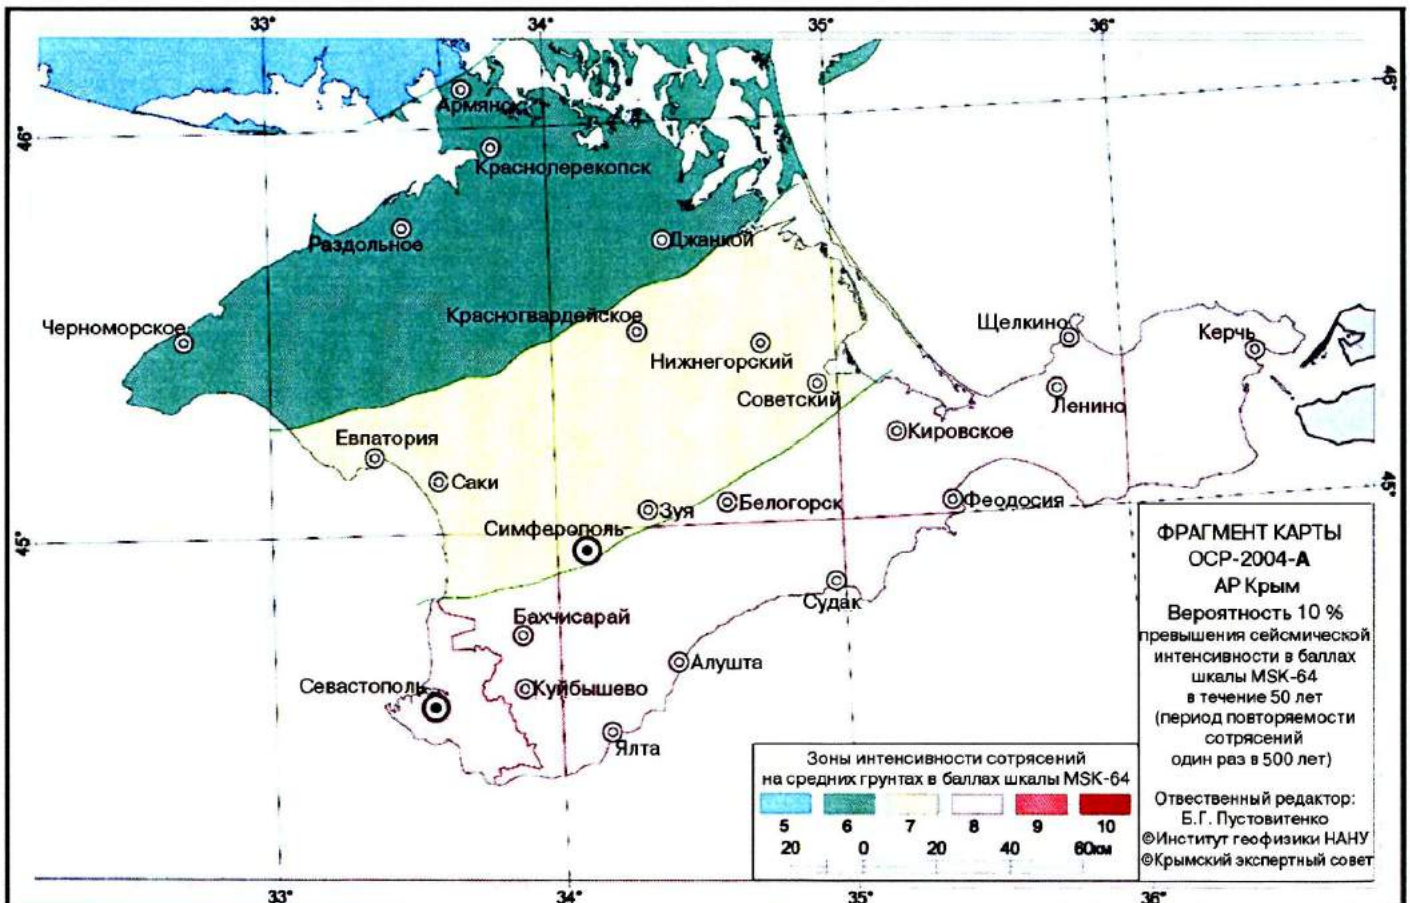 33° 34° 35° 36°
46°
46°
Армянск
Красноперекопск
Раздольное
Джанкой
Красногвардейское
Черноморское
Щелкино
Керчь
Нижнегорский
Советский
Ленино
Евпатория
Кировское
Саки
Белогорск
Феодосия
Зуя
Симферополь
45°
45°
Судак
Бахчисарай
Алушта
Севастополь
Куйбышево
Ялта
ФРАГМЕНТ КАРТЫ
ОСР-2004-А
АР Крым
Вероятность 10 %
превышения сейсмической
интенсивности в баллах
шкалы MSK-64
в течение 50 лет
(период повторяемости
сотрясений
один раз в 500 лет)
Отвественный редактор:
Б.Г. Пустовитенко
©Институт геофизики НАНУ
©Крымский экспертный совет
Зоны интенсивности сотрясений
на средних грунтах в баллах шкалы MSK-64
5 6 7 8 9 10
20 0 20 40 60км
33° 34° 35° 36°